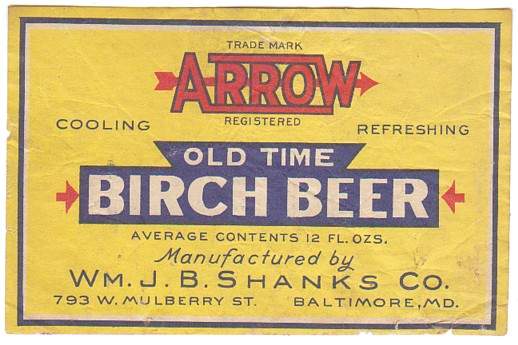 TRADE MARK
ARROW
REGISTERED
COOLING
REFRESHING
OLD TIME
BIRCH BEER
AVERAGE CONTENTS 12 FL. OZS.
Manufactured by
WM. J. B. SHANKS CO.
793 W. MULBERRY ST. BALTIMORE, MD.